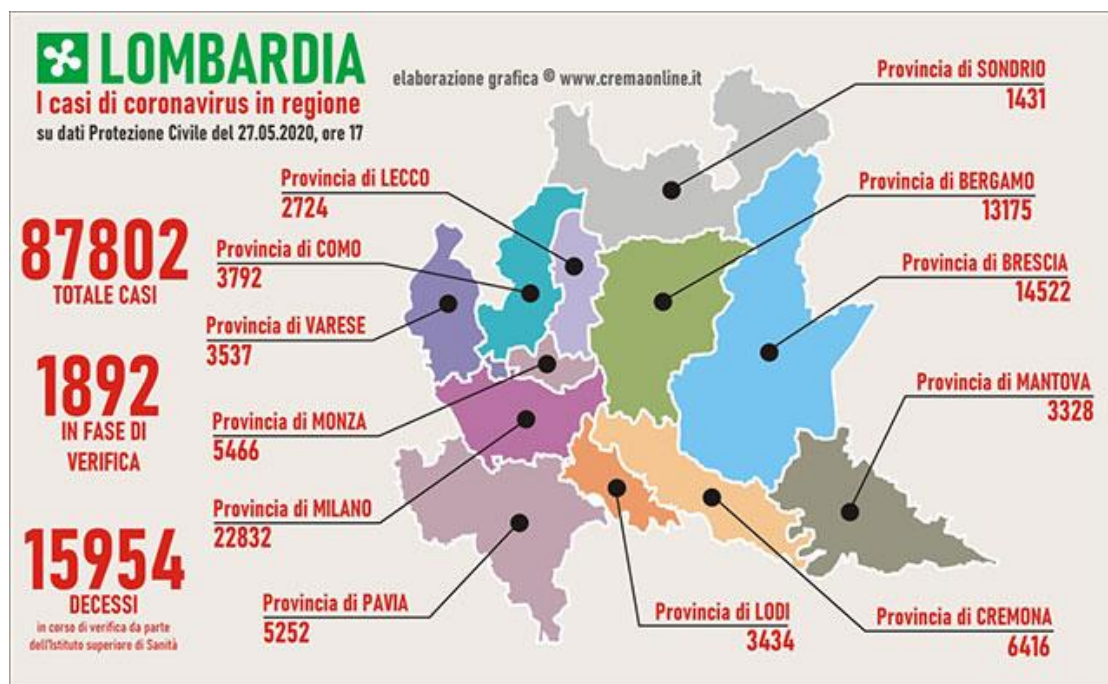 LOMBARDIA
I casi di coronavirus in regione
su dati Protezione Civile del 27.05.2020, ore 17
elaborazione grafica © www.cremaonline.it
87802
TOTALE CASI
1892
IN FASE DI
VERIFICA
15954
DECESSI
in corso di verifica da parte
dell'Istituto superiore di Sanità
Provincia di LECCO
2724
Provincia di COMO
3792
Provincia di VARESE
3537
Provincia di MONZA
5466
Provincia di MILANO
22832
Provincia di PAVIA
5252
Provincia di SONDRIO
1431
Provincia di BERGAMO
13175
Provincia di BRESCIA
14522
Provincia di MANTOVA
3328
Provincia di LODI
3434
Provincia di CREMONA
6416